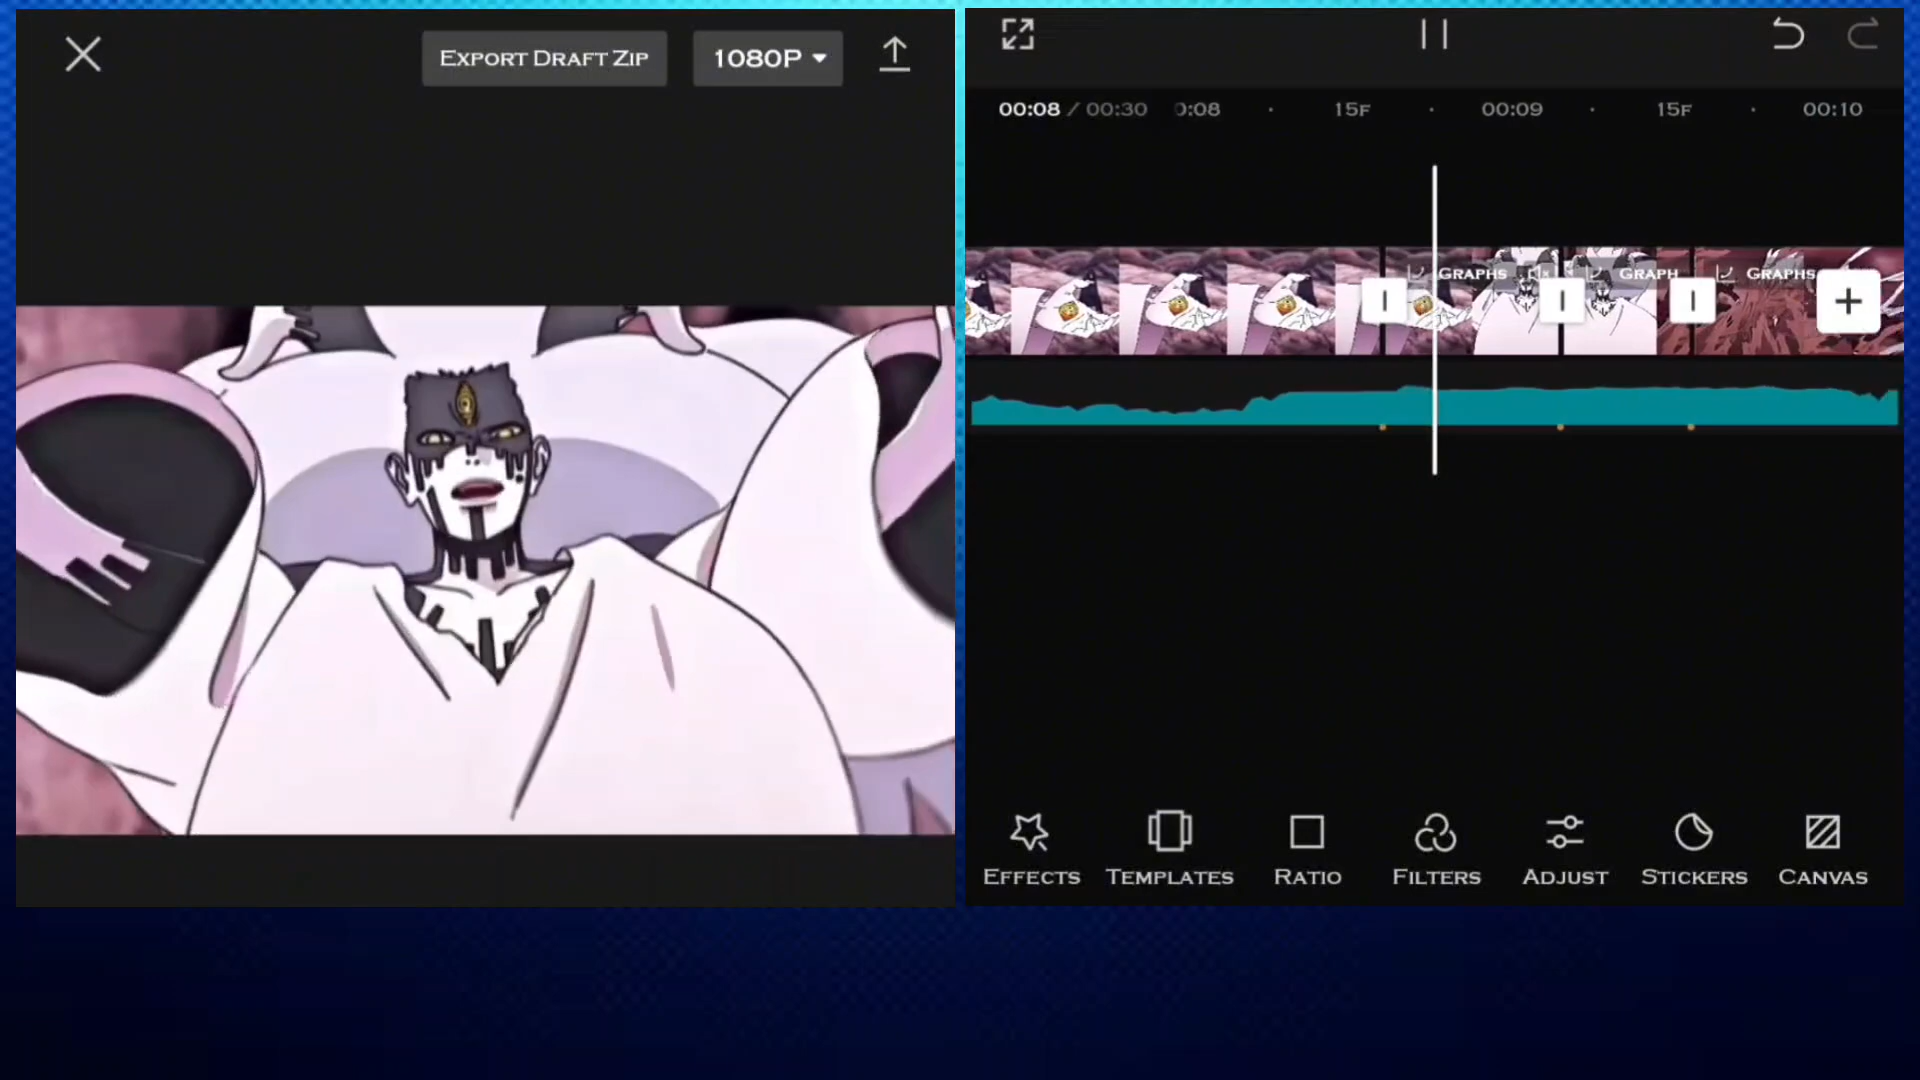 Export Draft Zip
1080P
00:08 / 00:30
0:08
15F
00:09
15F
00:10
Graphs
Graph
Graphs
Effects
Templates
Ratio
Filters
Adjust
Stickers
Canvas